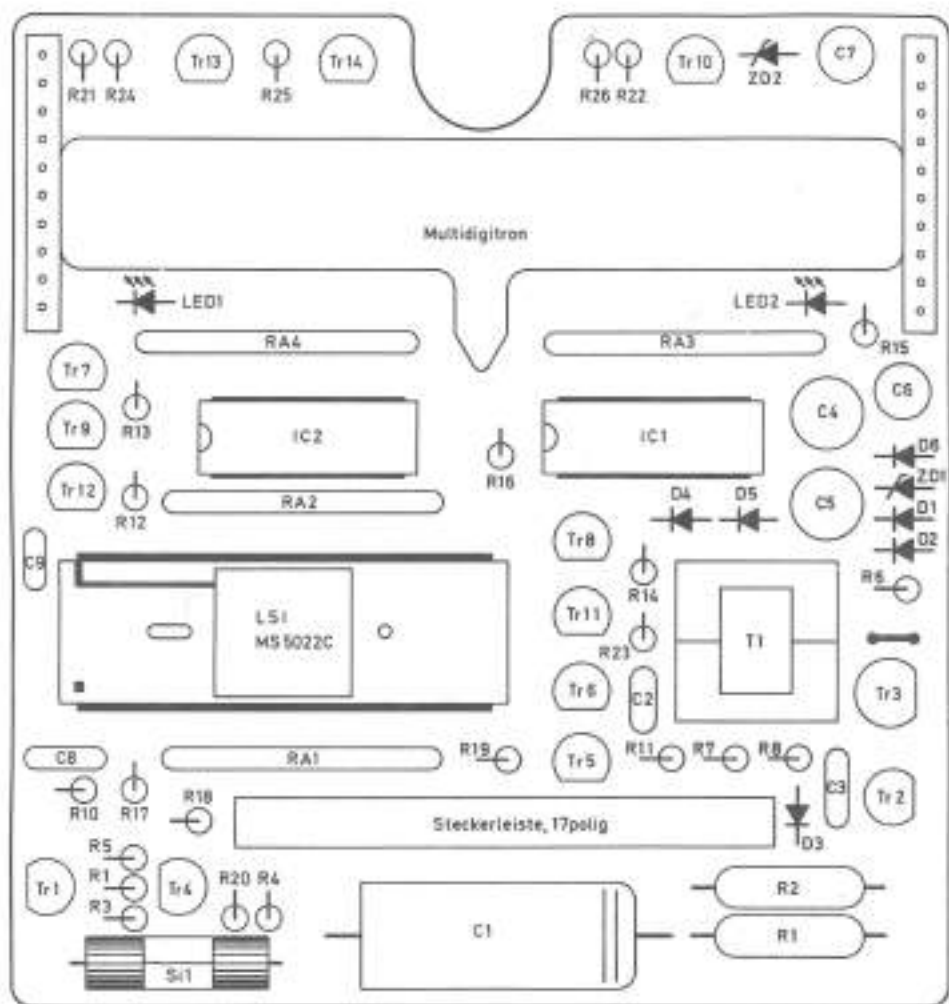 Tr13
Tr14
Tr10
C7
R21
R24
R25
R26
R22
ZD2
Multidigitron
LED1
LED2
RA4
RA3
R15
Tr7
C6
C4
Tr9
R13
IC2
IC1
R16
D6
ZD1
Tr12
R12
RA2
D4
D5
C5
D1
D2
C9
Tr8
R14
R6
LSI
MS5022C
Tr11
R23
T1
Tr6
C2
Tr3
C8
RA1
R19
Tr5
R11
R7
R8
C3
R10
R17
R18
Steckerleiste, 17polig
D3
Tr2
R5
Tr1
R1
Tr4
R20
R4
R3
C1
R2
R1
Si1